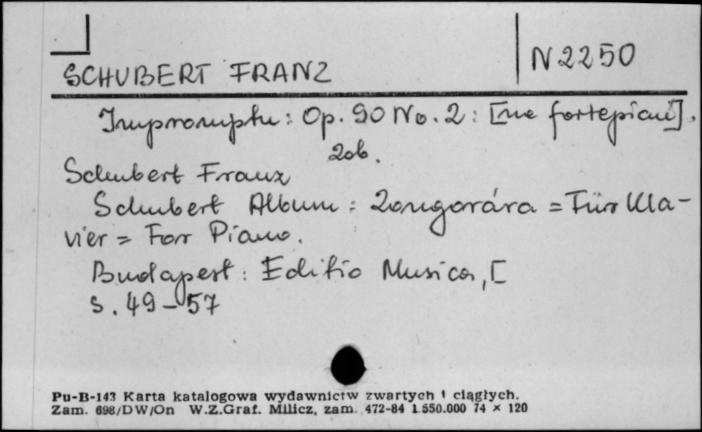 SCHUBERT FRANZ
N 2250
Impromptu: Op. 90 No. 2: [na fortepian].
Zob.
Schubert Franz
Schubert Album: Zongorára = Für Kla-
vier = For Piano.
Budapest: Editio Musica, [
s. 49-57
Pu-B-143 Karta katalogowa wydawnictw zwartych i ciągłych.
Zam. 698/DW/On W.Z.Graf. Milicz, zam. 472-84 1.550.000 74 × 120